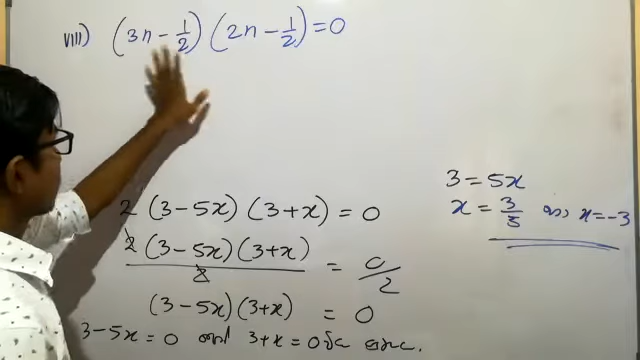 VIII) (3n - 1/2) (2n - 1/2) = 0
3 = 5x
x = 3/5 x = -3
2 (3 - 5x) (3 + x) = 0
2 (3 - 5x) (3 + x) / 2 = 0/2
(3 - 5x) (3 + x) = 0
3 - 5x = 0 3 + x = 0